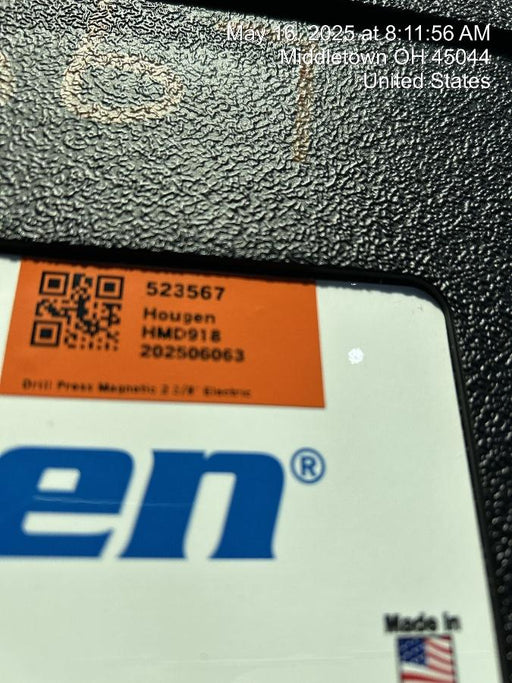 May 16, 2025 at 8:11:56 AM
Middletown OH 45044
United States
523567
Hougen
HMD918
202506063
Drill Press Magnetic 2 1/8" Electric
en®
Made in